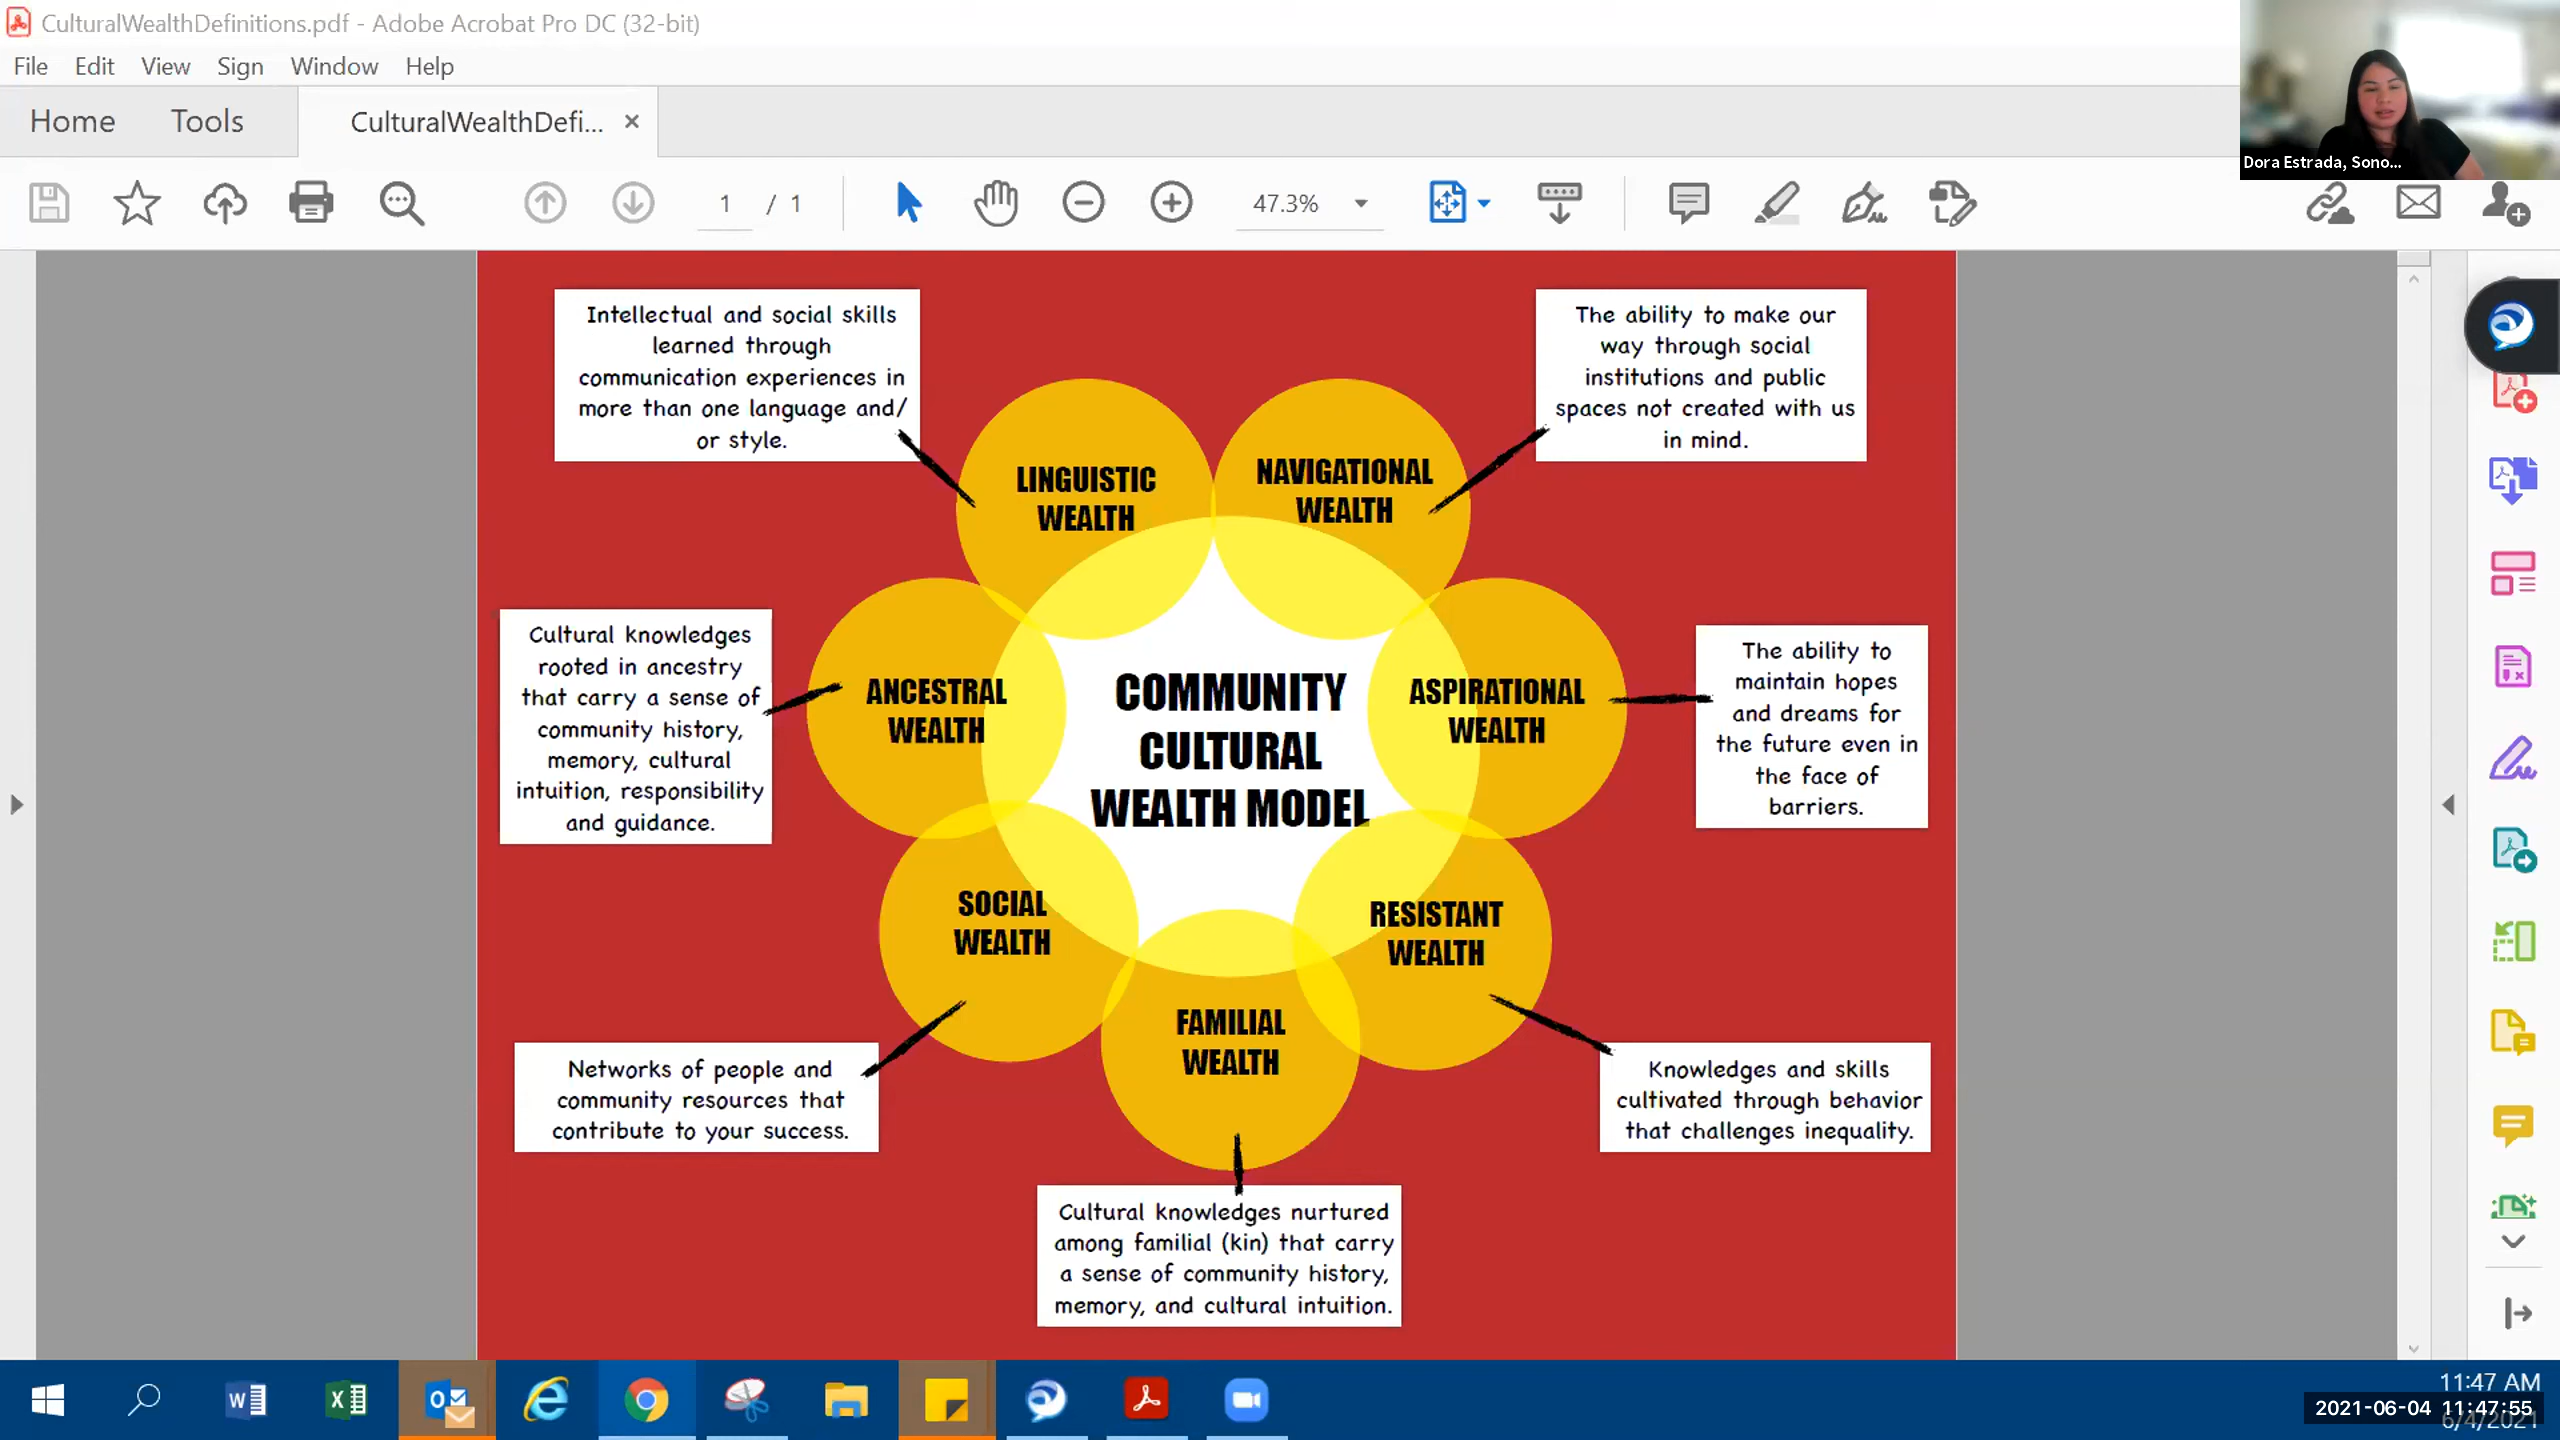 CulturalWealthDefinitions.pdf - Adobe Acrobat Pro DC (32-bit)
File Edit View Sign Window Help
Home Tools CulturalWealthDefi... ×
1 / 1 47.3%
Dora Estrada, Sono...
Intellectual and social skills
learned through
communication experiences in
more than one language and/
or style.
The ability to make our
way through social
institutions and public
spaces not created with us
in mind.
LINGUISTIC
WEALTH
NAVIGATIONAL
WEALTH
Cultural knowledges
rooted in ancestry
that carry a sense of
community history,
memory, cultural
intuition, responsibility
and guidance.
ANCESTRAL
WEALTH
COMMUNITY
CULTURAL
WEALTH MODEL
ASPIRATIONAL
WEALTH
The ability to
maintain hopes
and dreams for
the future even in
the face of
barriers.
SOCIAL
WEALTH
RESISTANT
WEALTH
FAMILIAL
WEALTH
Networks of people and
community resources that
contribute to your success.
Knowledges and skills
cultivated through behavior
that challenges inequality.
Cultural knowledges nurtured
among familial (kin) that carry
a sense of community history,
memory, and cultural intuition.
11:47 AM
2021-06-04 11:47:55
6/4/2021